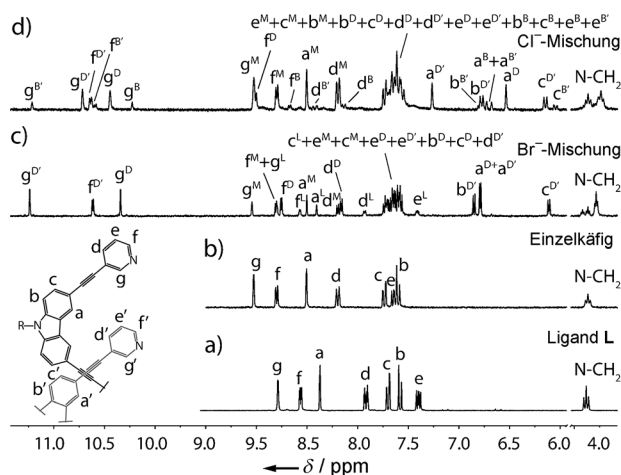 d)
e^M+c^M+b^M+b^D+c^D+d^D+d^D'+e^D+e^D'+b^B+c^B+e^B+e^B'
Cl⁻-Mischung
g^B' g^D' f^D' f^B' g^D g^B g^M f^D f^M f^B a^M d^B' d^M d^B a^D' b^B' b^D' a^B+a^B' a^D c^D' c^B' N-CH₂
c)
c^L+e^M+c^M+e^D+e^D'+b^D+c^D+d^D'
Br⁻-Mischung
g^D' f^D' g^D g^M f^M+g^L f^D f^L a^M a^L d^M d^D d^L e^L b^D' a^D+a^D' c^D' N-CH₂
b)
Einzelkäfig
g f a d c e b N-CH₂
a)
Ligand L
g f a d c b e N-CH₂
e
d f
N
c g
b a
R-N
e'
d' f'
N
c' g'
b' a'
11.0 10.5 10.0 9.5 9.0 8.5 8.0 7.5 7.0 6.5 6.0 4.0
δ / ppm